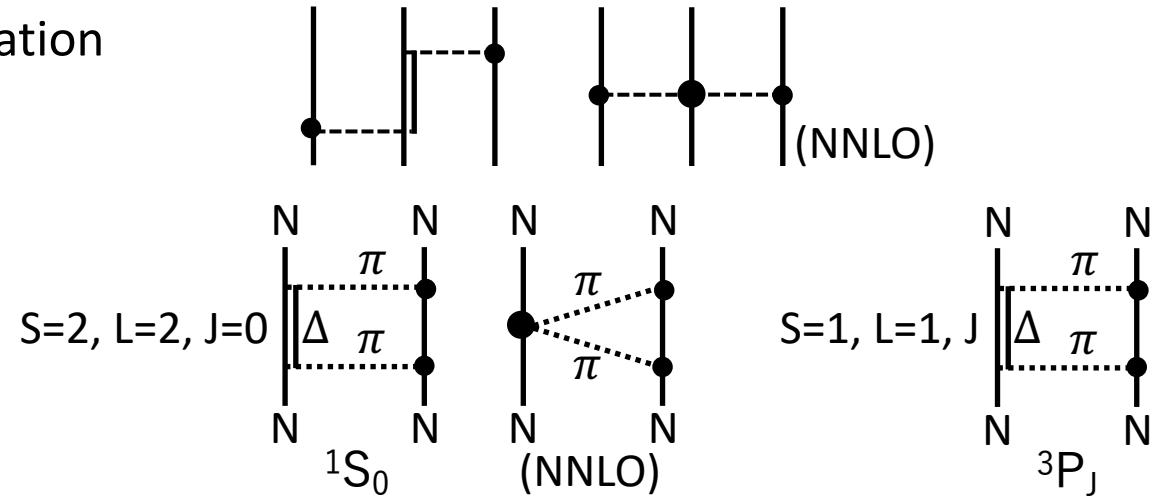 ation
(NNLO)
N N N N N N
π π π
S=2, L=2, J=0 Δ π π S=1, L=1, J Δ π
N N N N N N
¹S₀ (NNLO) ³P_J